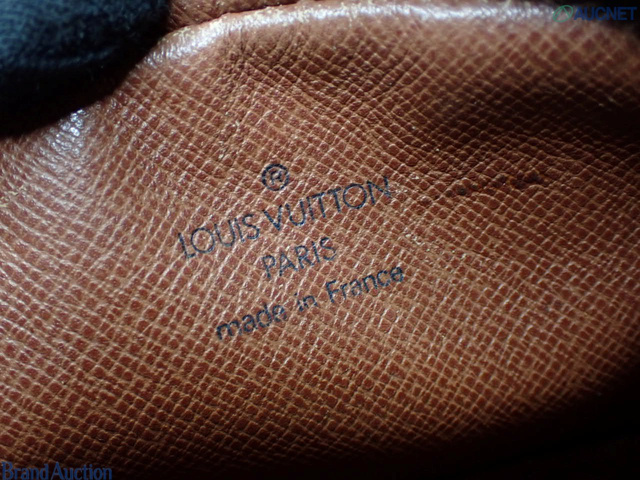 AUCNET
®
LOUIS VUITTON
PARIS
made in France
Brand Auction